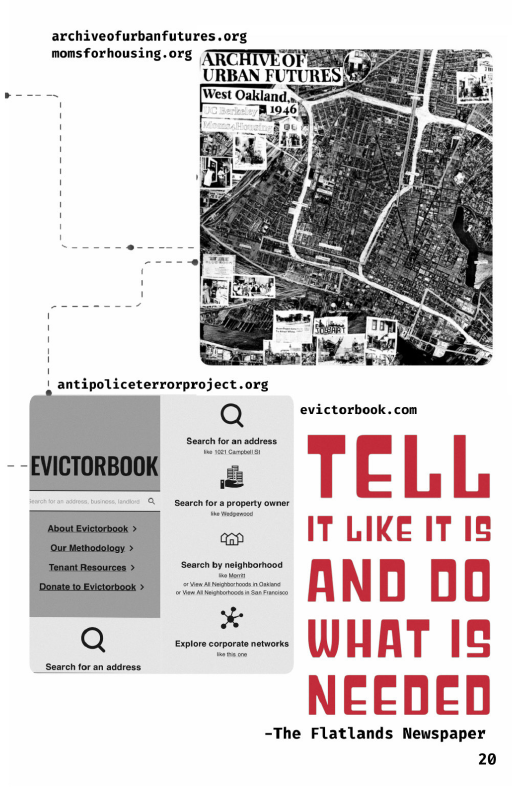 archiveofurbanfutures.org
momsforhousing.org
ARCHIVE OF
URBAN FUTURES
West Oakland,
1946
UC Berkeley
Moms4Housing
antipoliceterrorproject.org
EVICTORBOOK
search for an address, business, landlord
About Evictorbook >
Our Methodology >
Tenant Resources >
Donate to Evictorbook >
Search for an address
Search for an address
like 1021 Campbell St
Search for a property owner
like Wedgewood
Search by neighborhood
like Merritt
or View All Neighborhoods in Oakland
or View All Neighborhoods in San Francisco
Explore corporate networks
like this one
evictorbook.com
TELL
IT LIKE IT IS
AND DO
WHAT IS
NEEDED
-The Flatlands Newspaper
20